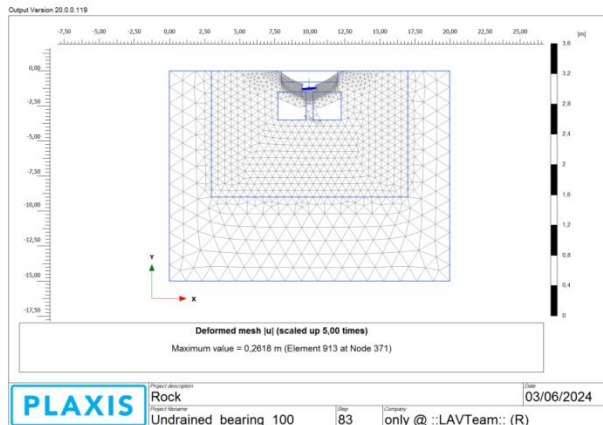 Output Version 20.0.0.119
-7,50 -5,00 -2,50 0,00 2,50 5,00 7,50 10,00 12,50 15,00 17,50 20,00 22,50 25,00 27,50
[m]
3,6
3,2
2,8
2,4
2
1,6
1,2
0,8
0,4
0
0,00
-2,50
-5,00
-7,50
-10,00
-12,50
-15,00
-17,50
Y
X
Deformed mesh |u| (scaled up 5,00 times)
Maximum value = 0,2618 m (Element 913 at Node 371)
PLAXIS
Project description
Rock
Date
03/06/2024
Project filename
Undrained_bearing_100
Step
83
Company
only @ ::LAVTeam:: (R)